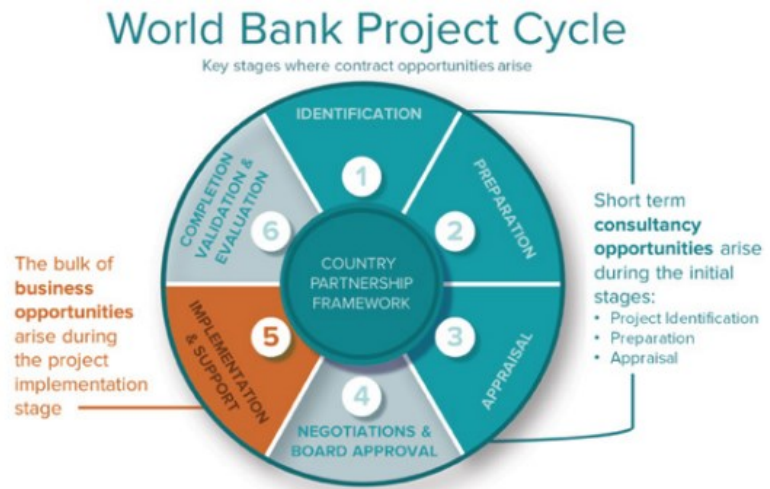 World Bank Project Cycle
Key stages where contract opportunities arise
IDENTIFICATION
1
PREPARATION
2
APPRAISAL
3
NEGOTIATIONS &
BOARD APPROVAL
4
IMPLEMENTATION
& SUPPORT
5
COMPLETION
VALIDATION &
EVALUATION
6
COUNTRY
PARTNERSHIP
FRAMEWORK
Short term
consultancy
opportunities arise
during the initial
stages:
• Project Identification
• Preparation
• Appraisal
The bulk of
business
opportunities
arise during
the project
implementation
stage